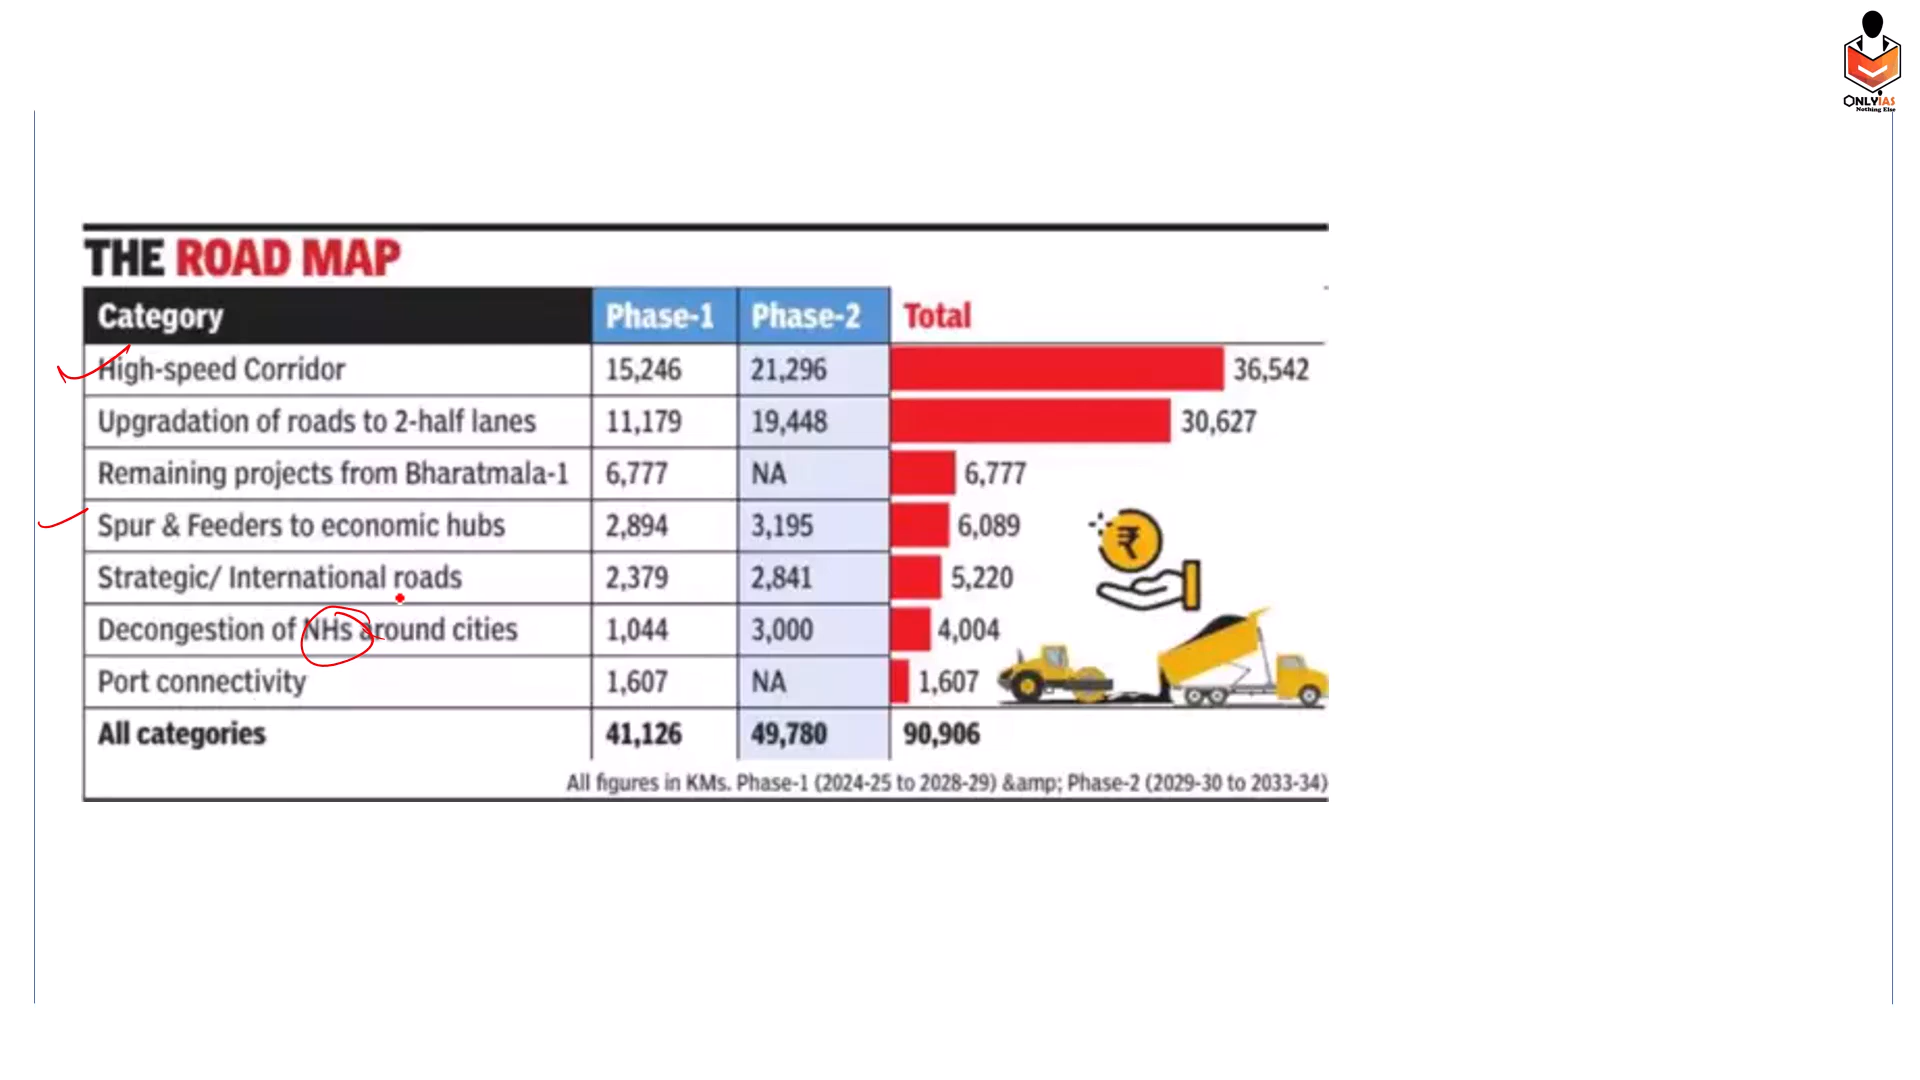 ONLYIAS
Nothing Else
THE ROAD MAP
Category Phase-1 Phase-2 Total
High-speed Corridor 15,246 21,296 36,542
Upgradation of roads to 2-half lanes 11,179 19,448 30,627
Remaining projects from Bharatmala-1 6,777 NA 6,777
Spur & Feeders to economic hubs 2,894 3,195 6,089
Strategic/ International roads 2,379 2,841 5,220
Decongestion of NHs around cities 1,044 3,000 4,004
Port connectivity 1,607 NA 1,607
All categories 41,126 49,780 90,906
All figures in KMs. Phase-1 (2024-25 to 2028-29) &amp; Phase-2 (2029-30 to 2033-34)